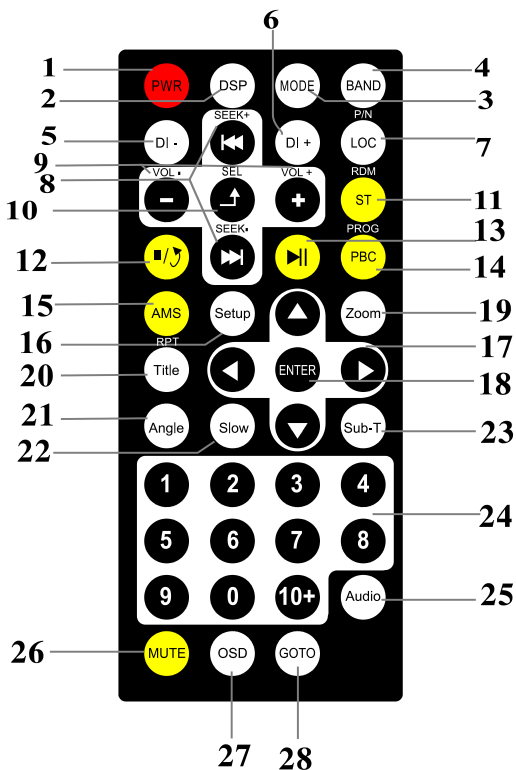 6
1 4
PWR DSP MODE BAND
2 3
SEEK+ P/N
5 DI - DI + LOC 7
9
8 VOL - SEL VOL + RDM
- + ST 11
10
SEEK- PROG 13
12 ■/ PBC 14
15 AMS Setup Zoom 19
16 17
RPT
20 Title ENTER 18
21 Angle Slow Sub-T 23
22
1 2 3 4
24
5 6 7 8
9 0 10+ Audio 25
26 MUTE OSD GOTO
27 28